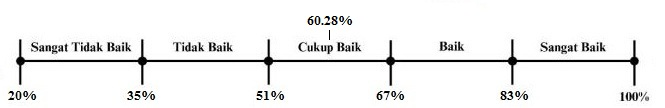 60.28%
Sangat Tidak Baik Tidak Baik Cukup Baik Baik Sangat Baik
20% 35% 51% 67% 83% 100%